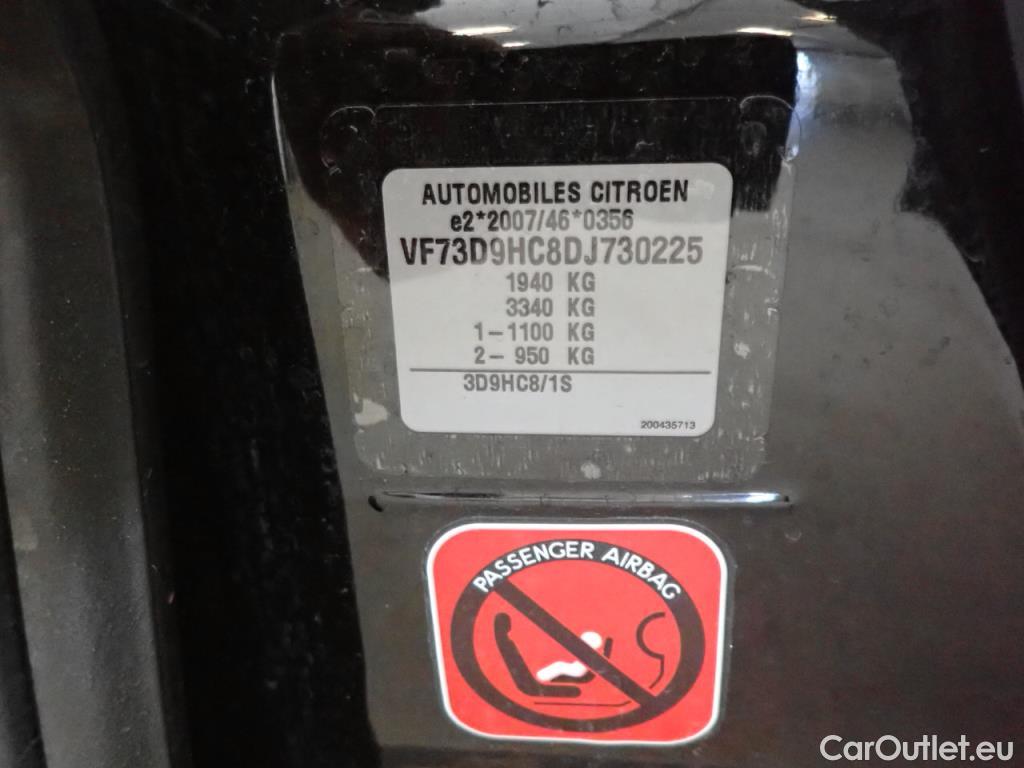 AUTOMOBILES CITROEN
e2*2007/46*0356
VF73D9HC8DJ730225
1940 KG
3340 KG
1-1100 KG
2- 950 KG
3D9HC8/1S
200435713
PASSENGER AIRBAG
CarOutlet.eu